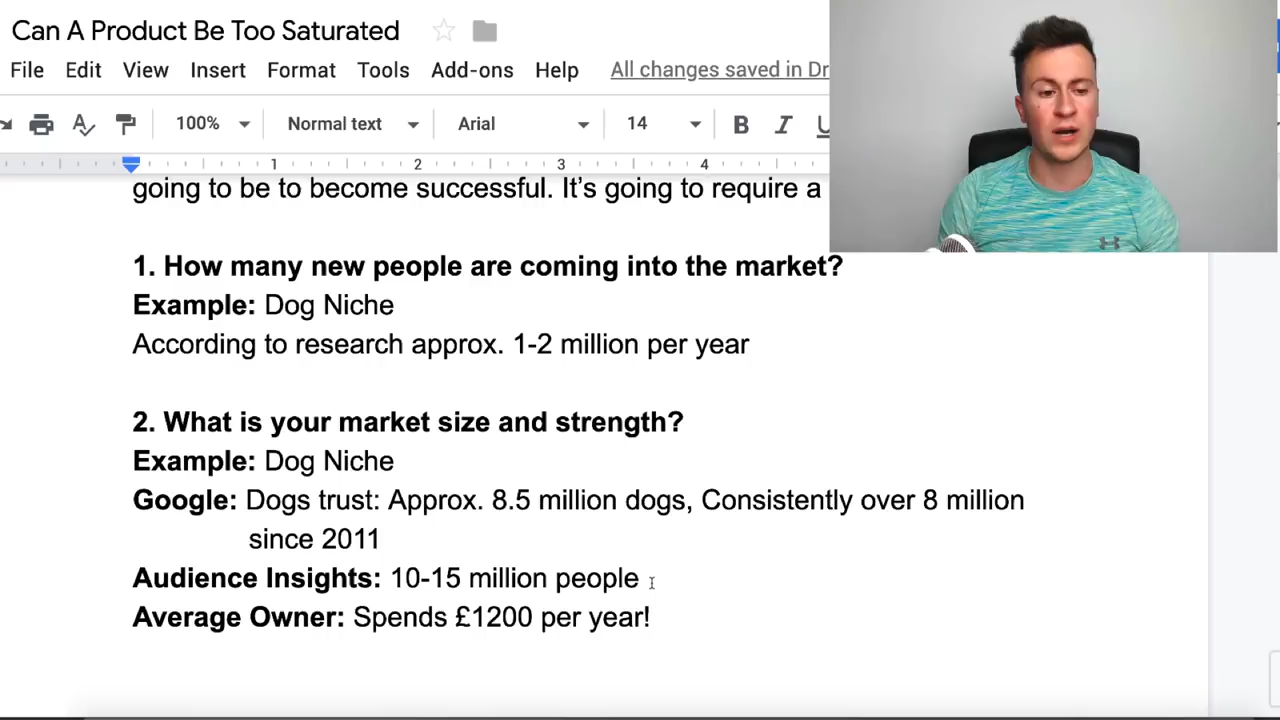 Can A Product Be Too Saturated
File Edit View Insert Format Tools Add-ons Help All changes saved in Dr
100% Normal text Arial 14 B I U
1 2 3 4
going to be to become successful. It’s going to require a
1. How many new people are coming into the market?
Example: Dog Niche
According to research approx. 1-2 million per year
2. What is your market size and strength?
Example: Dog Niche
Google: Dogs trust: Approx. 8.5 million dogs, Consistently over 8 million
since 2011
Audience Insights: 10-15 million people
Average Owner: Spends £1200 per year!